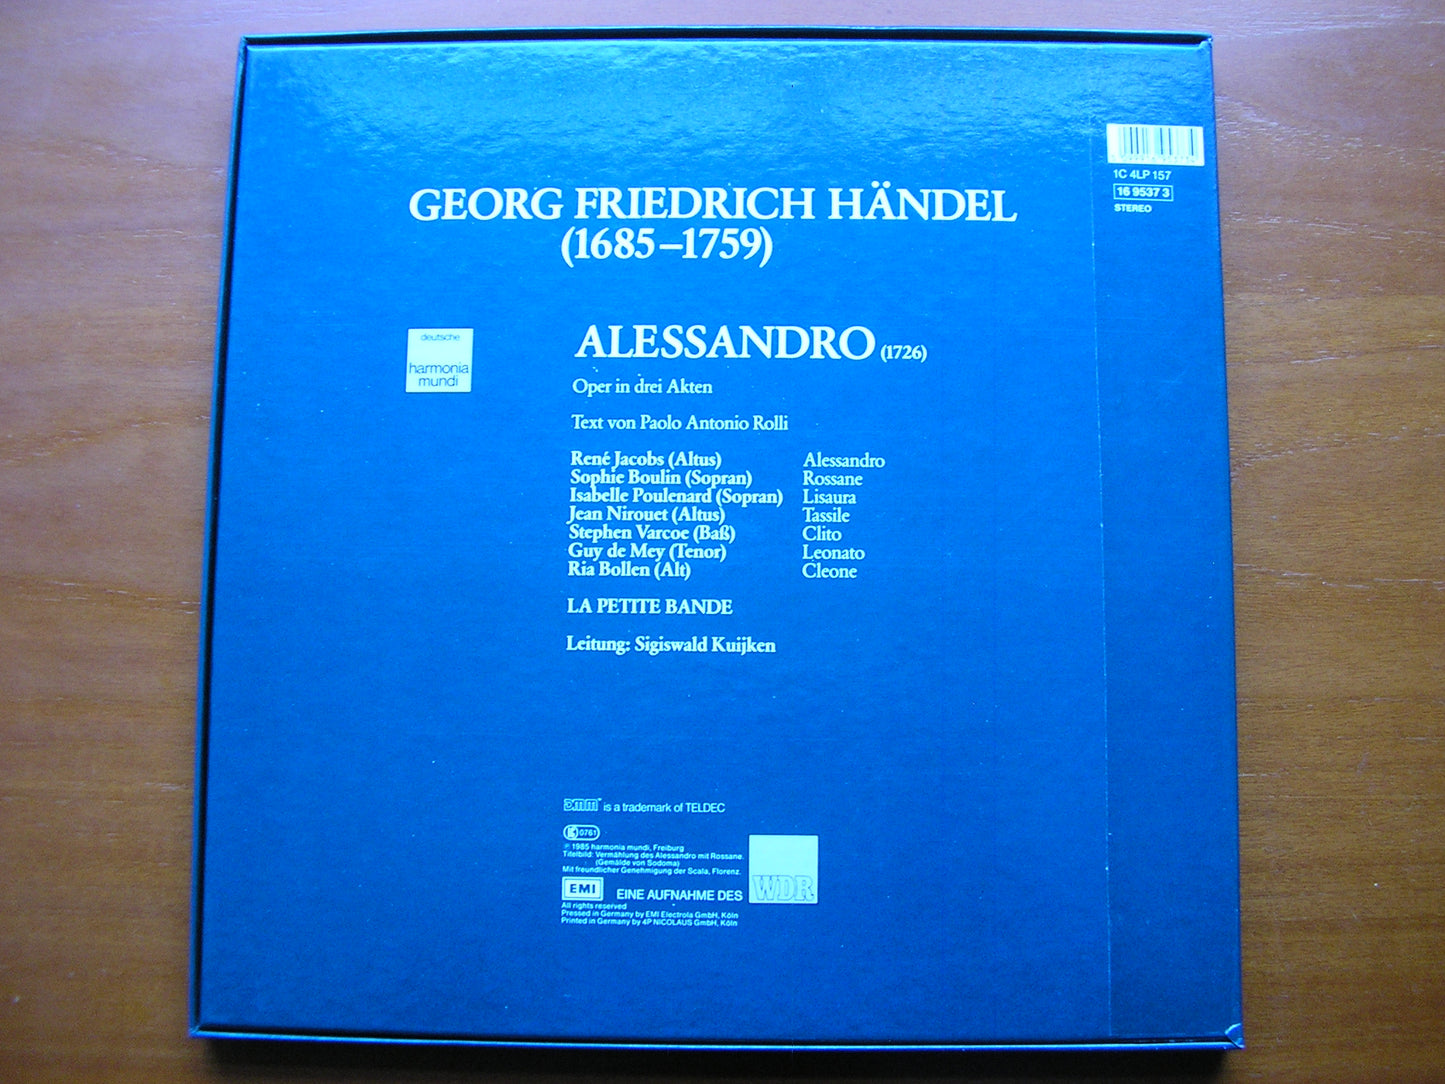 1C 4LP 157
16 9537 3
STEREO
GEORG FRIEDRICH HÄNDEL
(1685–1759)
deutsche
harmonia
mundi
ALESSANDRO (1726)
Oper in drei Akten
Text von Paolo Antonio Rolli
René Jacobs (Altus) Alessandro
Sophie Boulin (Sopran) Rossane
Isabelle Poulenard (Sopran) Lisaura
Jean Nirouet (Altus) Tassile
Stephen Varcoe (Baß) Clito
Guy de Mey (Tenor) Leonato
Ria Bollen (Alt) Cleone
LA PETITE BANDE
Leitung: Sigiswald Kuijken
DMM is a trademark of TELDEC
LC 0761
℗ 1985 harmonia mundi, Freiburg
Titelbild: Vermählung des Alessandro mit Rossane.
(Gemälde von Sodoma)
Mit freundlicher Genehmigung der Scala, Florenz.
EMI EINE AUFNAHME DES WDR
All rights reserved
Pressed in Germany by EMI Electrola GmbH, Köln
Printed in Germany by 4P NICOLAUS GmbH, Köln